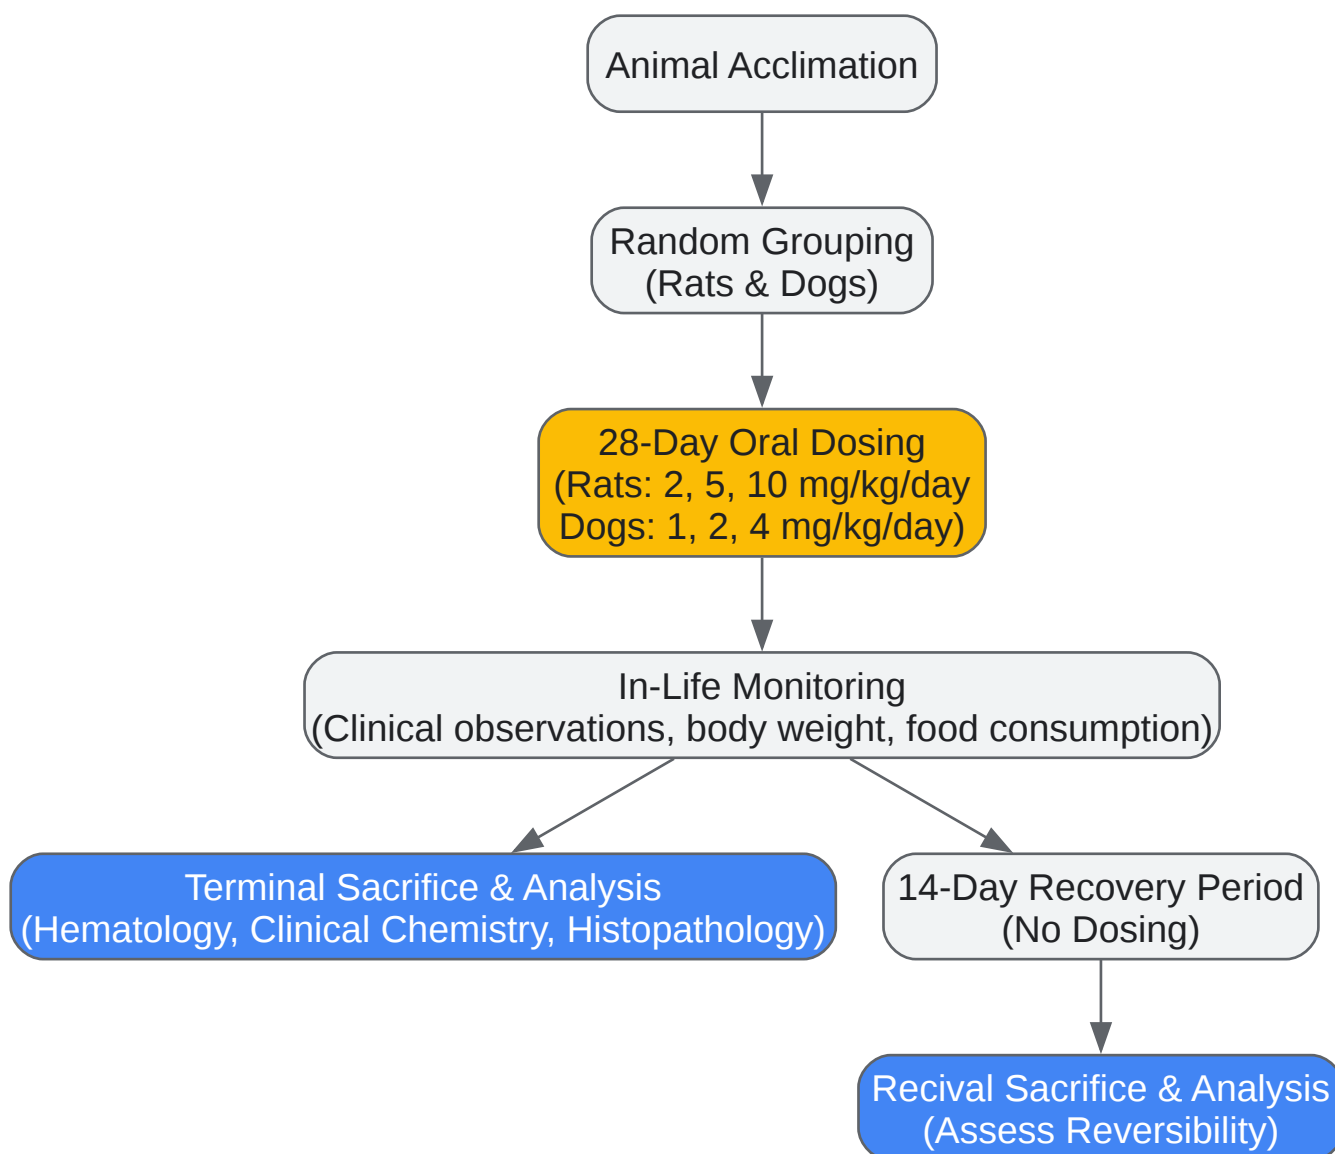 Animal Acclimation
Random Grouping
(Rats & Dogs)
28-Day Oral Dosing
(Rats: 2, 5, 10 mg/kg/day
Dogs: 1, 2, 4 mg/kg/day)
In-Life Monitoring
(Clinical observations, body weight, food consumption)
Terminal Sacrifice & Analysis
(Hematology, Clinical Chemistry, Histopathology)
14-Day Recovery Period
(No Dosing)
Recival Sacrifice & Analysis
(Assess Reversibility)